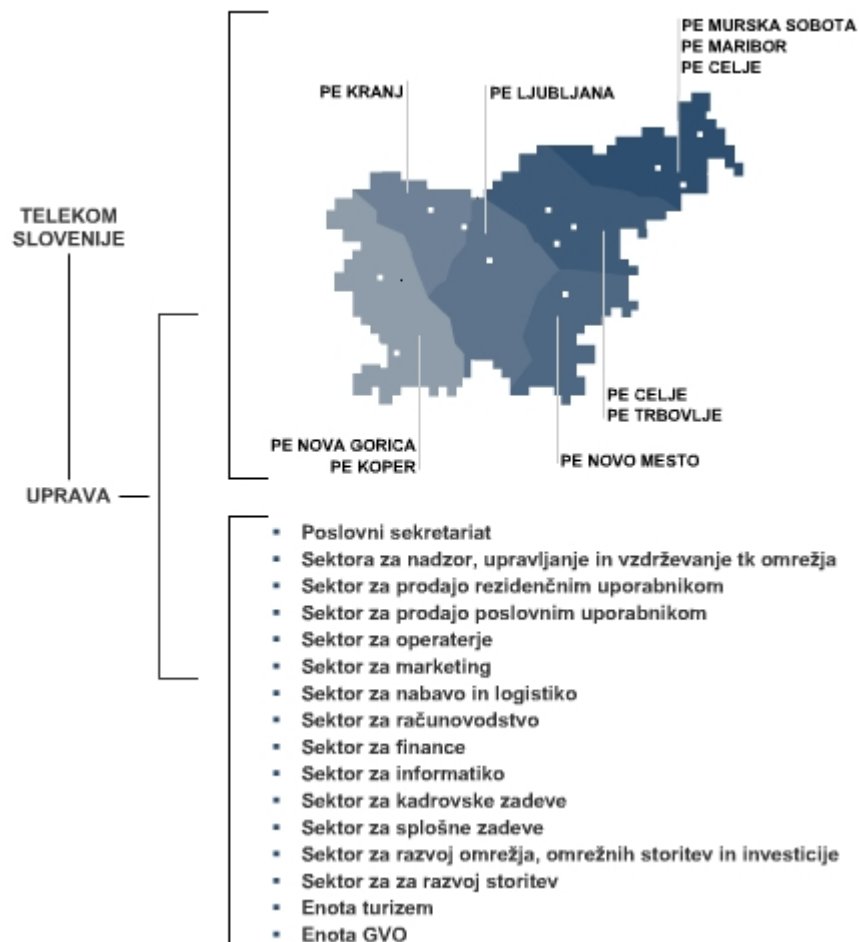 PE MURSKA SOBOTA
PE MARIBOR
PE CELJE
PE KRANJ
PE LJUBLJANA
TELEKOM
SLOVENIJE
PE CELJE
PE TRBOVLJE
PE NOVA GORICA
PE KOPER
PE NOVO MESTO
UPRAVA
Poslovni sekretariat
Sektora za nadzor, upravljanje in vzdrževanje tk omrežja
Sektor za prodajo rezidenčnim uporabnikom
Sektor za prodajo poslovnim uporabnikom
Sektor za operaterje
Sektor za marketing
Sektor za nabavo in logistiko
Sektor za računovodstvo
Sektor za finance
Sektor za informatiko
Sektor za kadrovske zadeve
Sektor za splošne zadeve
Sektor za razvoj omrežja, omrežnih storitev in investicije
Sektor za za razvoj storitev
Enota turizem
Enota GVO